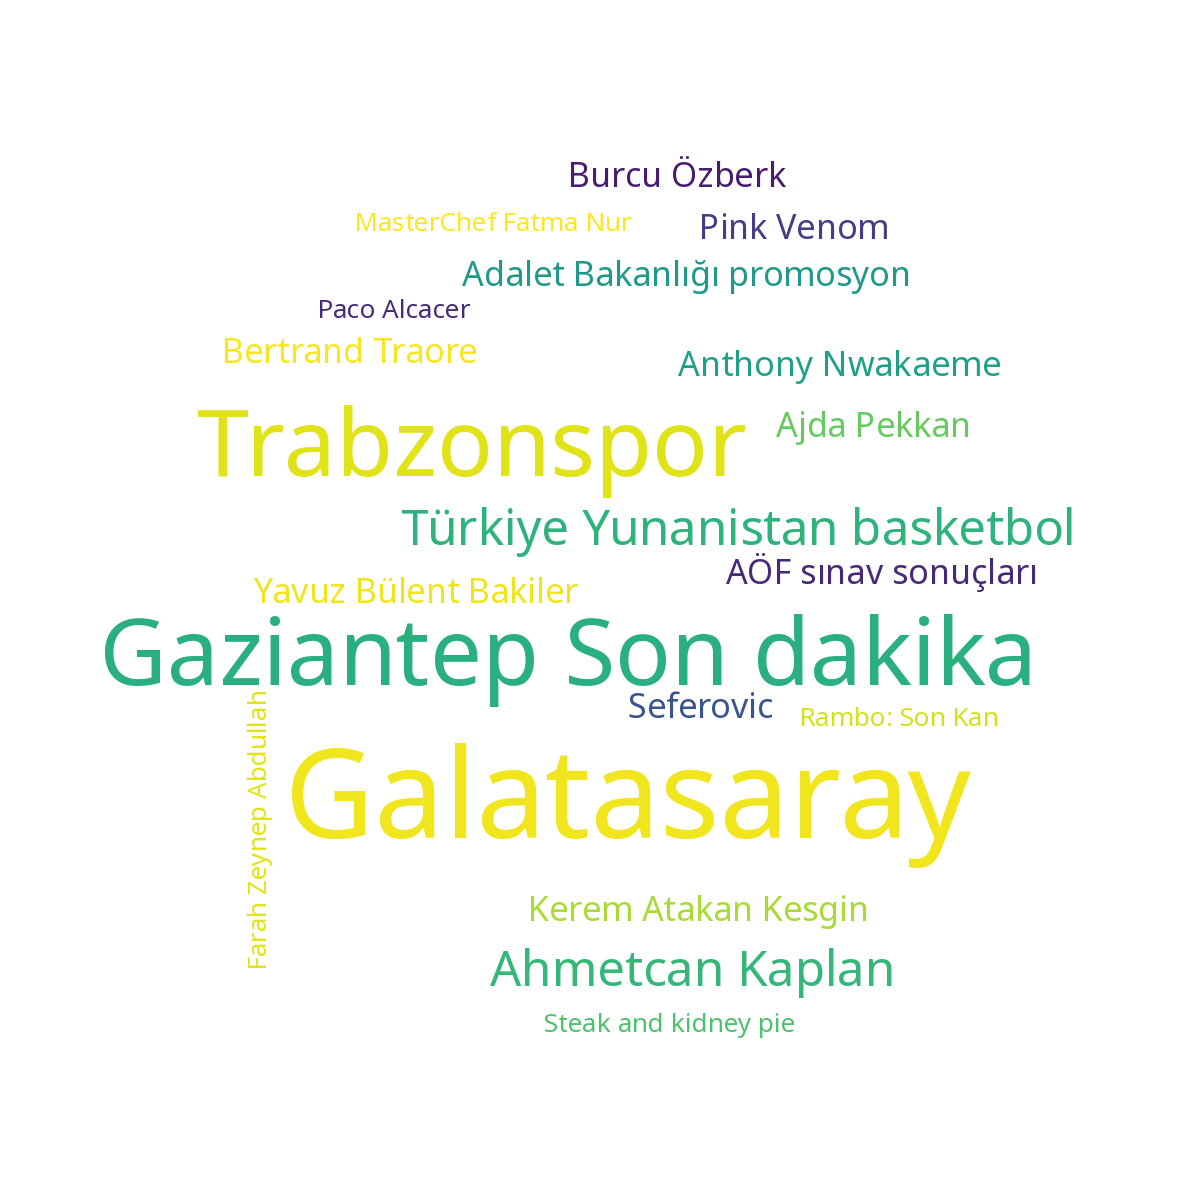 Burcu Özberk
MasterChef Fatma Nur
Pink Venom
Adalet Bakanlığı promosyon
Paco Alcacer
Bertrand Traore
Anthony Nwakaeme
Trabzonspor
Ajda Pekkan
Türkiye Yunanistan basketbol
AÖF sınav sonuçları
Yavuz Bülent Bakiler
Gaziantep Son dakika
Seferovic
Rambo: Son Kan
Farah Zeynep Abdullah
Galatasaray
Kerem Atakan Kesgin
Ahmetcan Kaplan
Steak and kidney pie